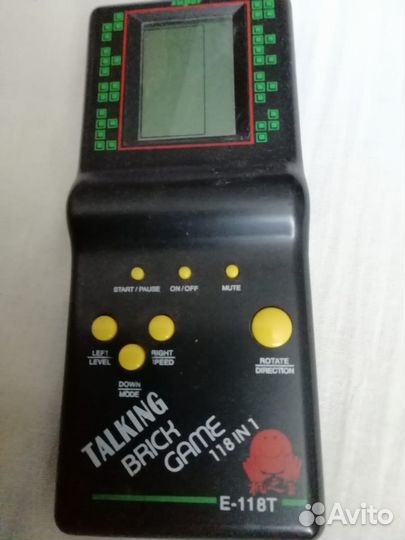 super
START / PAUSE ON / OFF MUTE
LEFT
LEVEL
RIGHT
SPEED
ROTATE
DIRECTION
DOWN
MODE
TALKING
BRICK
GAME
118 IN 1
E-118T
Avito